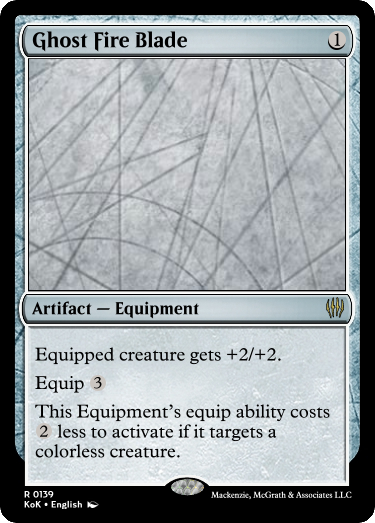 Ghost Fire Blade 1
Artifact — Equipment
Equipped creature gets +2/+2.
Equip 3
This Equipment's equip ability costs
2 less to activate if it targets a
colorless creature.
R 0139
KoK • English
Mackenzie, McGrath & Associates LLC